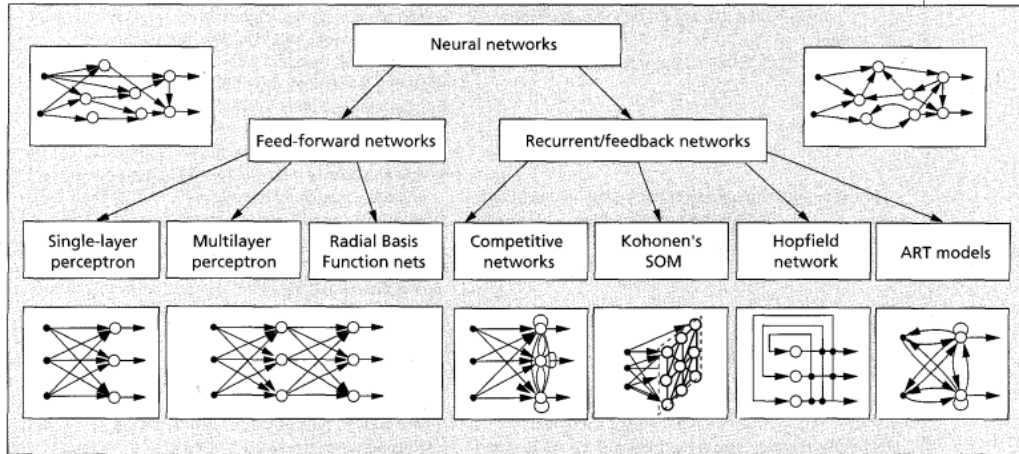 Neural networks
Feed-forward networks
Recurrent/feedback networks
Single-layer
perceptron
Multilayer
perceptron
Radial Basis
Function nets
Competitive
networks
Kohonen's
SOM
Hopfield
network
ART models